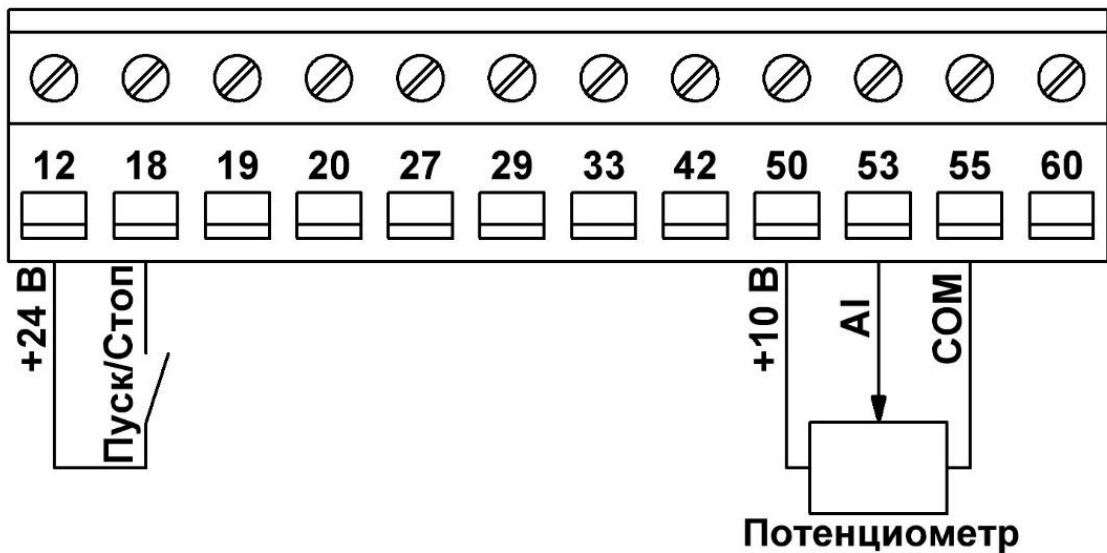 12 18 19 20 27 29 33 42 50 53 55 60
+24 В
Пуск/Стоп
+10 В
AI
COM
Потенциометр